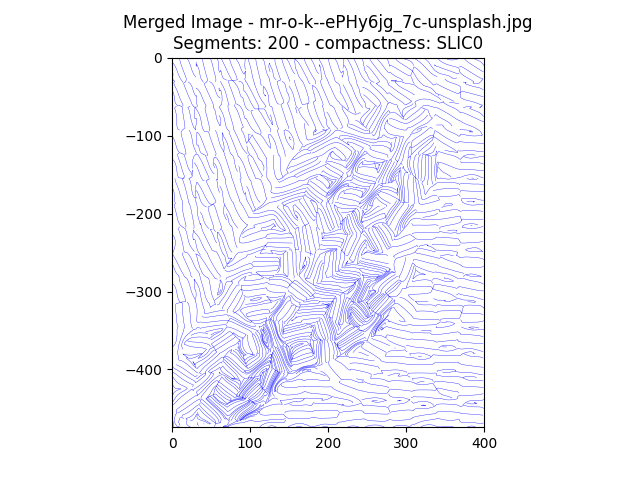 Merged Image - mr-o-k--ePHy6jg_7c-unsplash.jpg
Segments: 200 - compactness: SLIC0
0
−100
−200
−300
−400
0 100 200 300 400